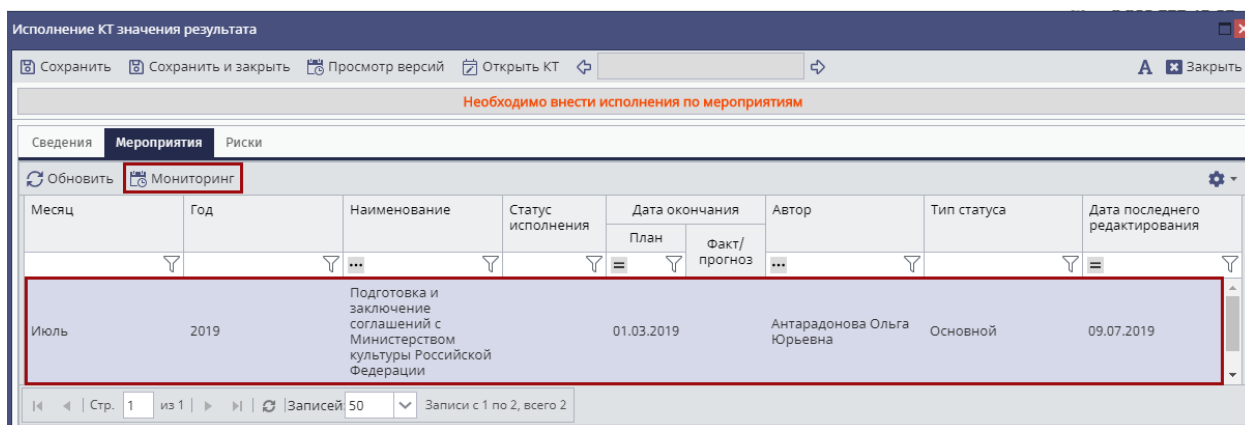 Исполнение КТ значения результата
Сохранить Сохранить и закрыть Просмотр версий Открыть КТ A Закрыть
Необходимо внести исполнения по мероприятиям
Сведения Мероприятия Риски
Обновить Мониторинг
Месяц Год Наименование Статус исполнения Дата окончания Автор Тип статуса Дата последнего редактирования
План Факт/прогноз
... = ... =
Июль 2019 Подготовка и заключение соглашений с Министерством культуры Российской Федерации 01.03.2019 Антарадонова Ольга Юрьевна Основной 09.07.2019
Стр. 1 из 1 Записей: 50 Записи с 1 по 2, всего 2